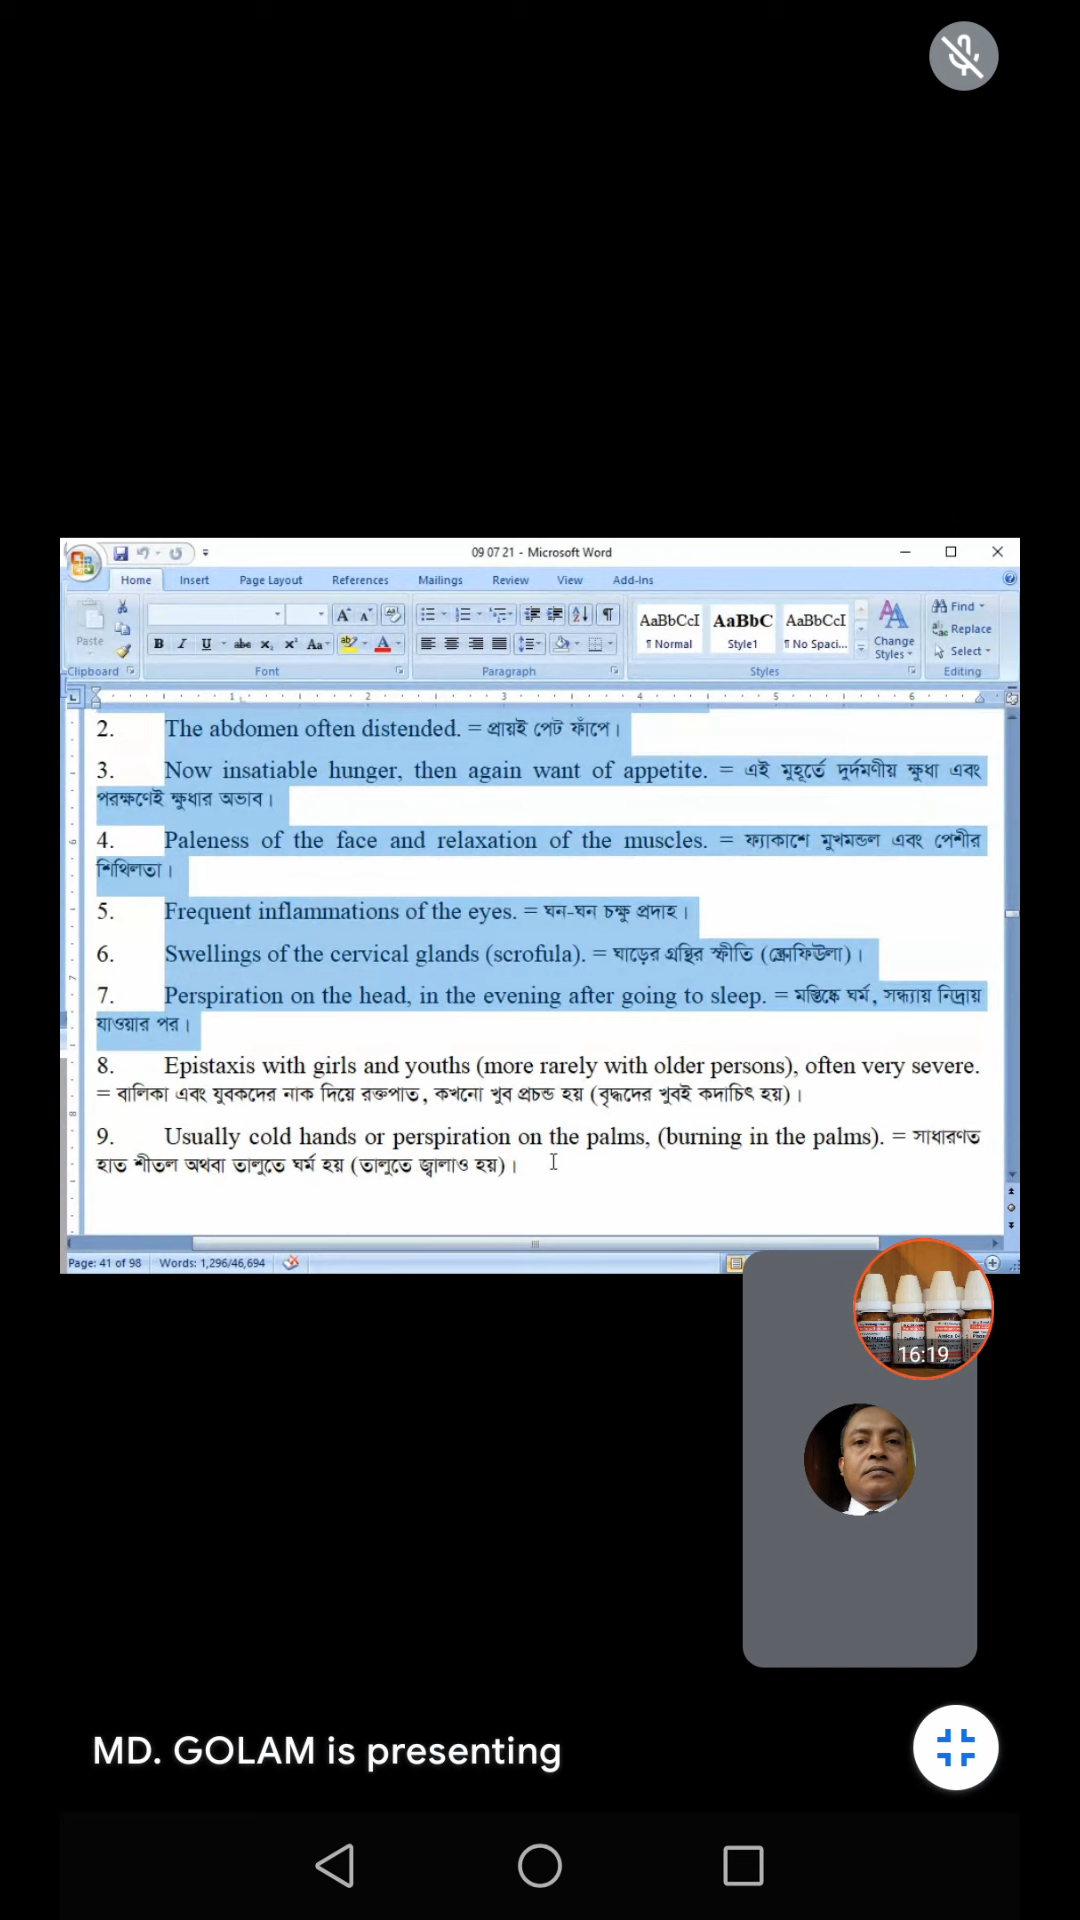 09 07 21 - Microsoft Word
Home Insert Page Layout References Mailings Review View Add-Ins
Paste
Find
Replace
Select
AaBbCcI AaBbC AaBbCcI
¶ Normal Style1 ¶ No Spaci...
Change Styles
Clipboard Font Paragraph Styles Editing
2. The abdomen often distended. = প্রায়ই পেট ফাঁপে।
3. Now insatiable hunger, then again want of appetite. = এই মুহূর্তে দুর্দমণীয় ক্ষুধা এবং
পরক্ষণেই ক্ষুধার অভাব।
4. Paleness of the face and relaxation of the muscles. = ফ্যাকাশে মুখমন্ডল এবং পেশীর
শিথিলতা।
5. Frequent inflammations of the eyes. = ঘন-ঘন চক্ষু প্রদাহ।
6. Swellings of the cervical glands (scrofula). = ঘাড়ের গ্রন্থির স্ফীতি (স্ক্রোফিউলা)।
7. Perspiration on the head, in the evening after going to sleep. = মস্তিষ্কে ঘর্ম, সন্ধ্যায় নিদ্রায়
যাওয়ার পর।
8. Epistaxis with girls and youths (more rarely with older persons), often very severe.
= বালিকা এবং যুবকদের নাক দিয়ে রক্তপাত, কখনো খুব প্রচন্ড হয় (বৃদ্ধদের খুবই কদাচিৎ হয়)।
9. Usually cold hands or perspiration on the palms, (burning in the palms). = সাধারণত
হাত শীতল অথবা তালুতে ঘর্ম হয় (তালুতে জ্বালাও হয়)।
Page: 41 of 98 Words: 1,296/46,694
16:19
MD. GOLAM is presenting